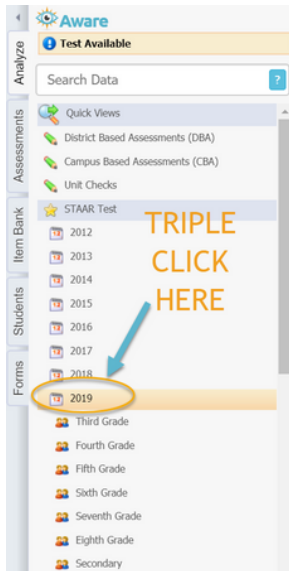 Aware
Test Available
Search Data
?
Analyze
Assessments
Item Bank
Students
Forms
Quick Views
District Based Assessments (DBA)
Campus Based Assessments (CBA)
Unit Checks
STAAR Test
2012
2013
2014
2015
2016
2017
2018
2019
TRIPLE
CLICK
HERE
Third Grade
Fourth Grade
Fifth Grade
Sixth Grade
Seventh Grade
Eighth Grade
Secondary